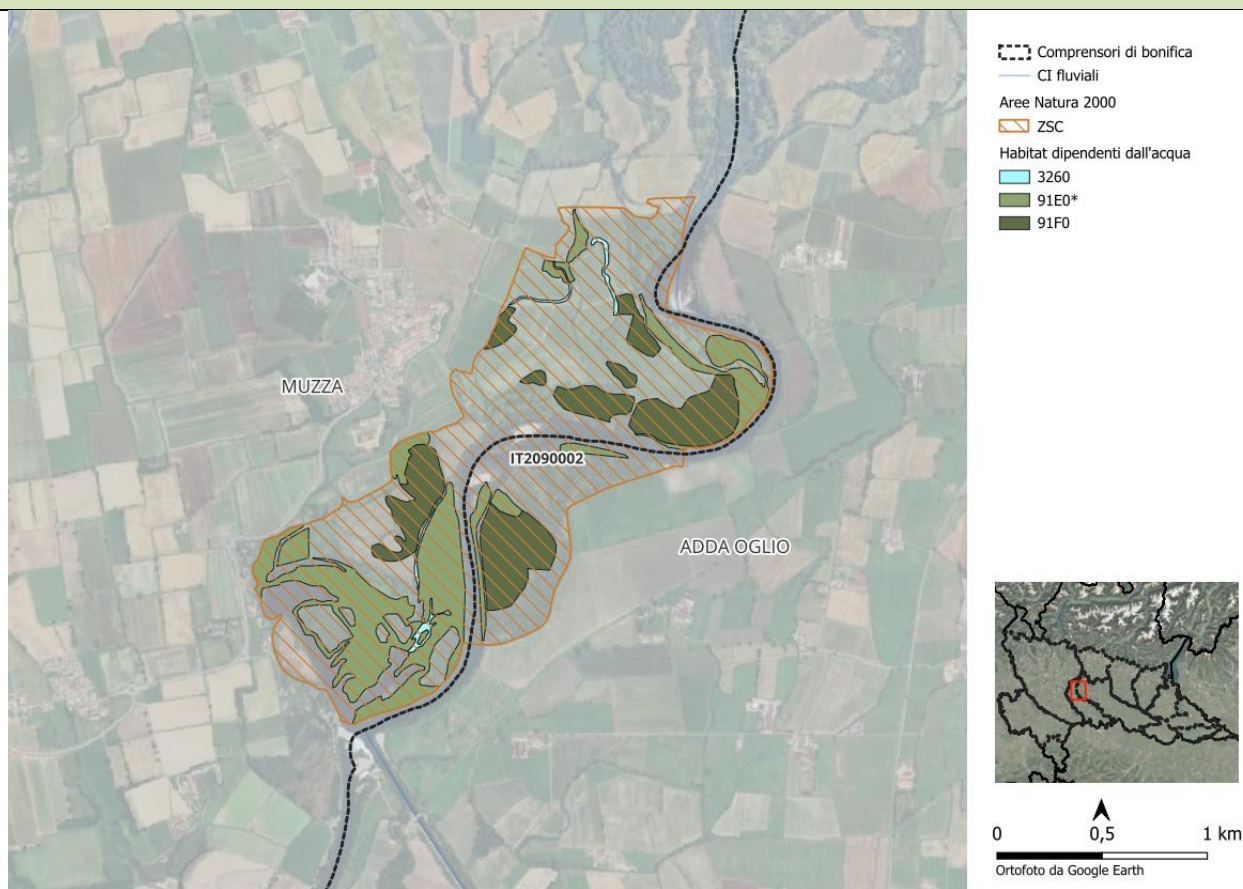 MUZZA
IT2090002
ADDA OGLIO
Comprensori di bonifica
CI fluviali
Aree Natura 2000
ZSC
Habitat dipendenti dall'acqua
3260
91E0*
91F0
0 0,5 1 km
Ortofoto da Google Earth